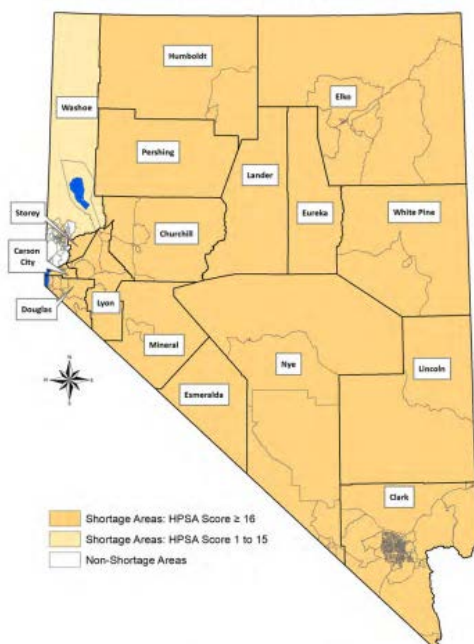 Humboldt
Elko
Washoe
Pershing
Lander
Eureka
White Pine
Storey
Churchill
Carson
City
Douglas
Lyon
Mineral
Nye
Lincoln
Esmeralda
N
W
E
S
Clark
Shortage Areas: HPSA Score ≥ 16
Shortage Areas: HPSA Score 1 to 15
Non-Shortage Areas